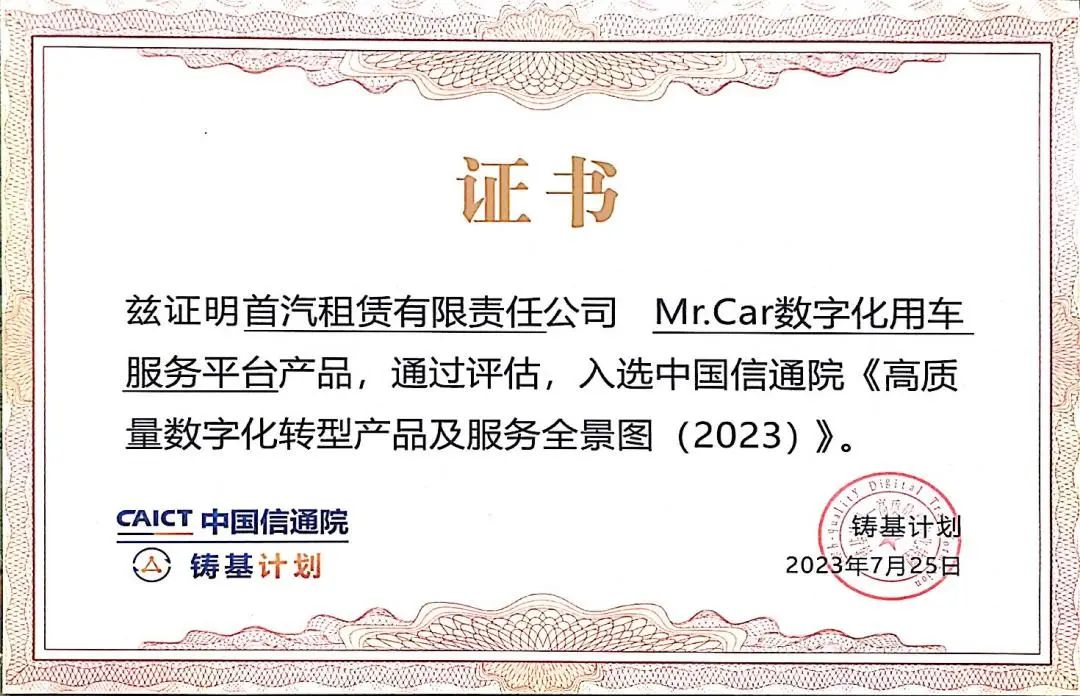 证书
兹证明首汽租赁有限责任公司 Mr.Car数字化用车
服务平台产品，通过评估，入选中国信通院《高质
量数字化转型产品及服务全景图（2023）》。
CAICT 中国信通院
铸基计划
铸基计划
2023年7月25日
Digital